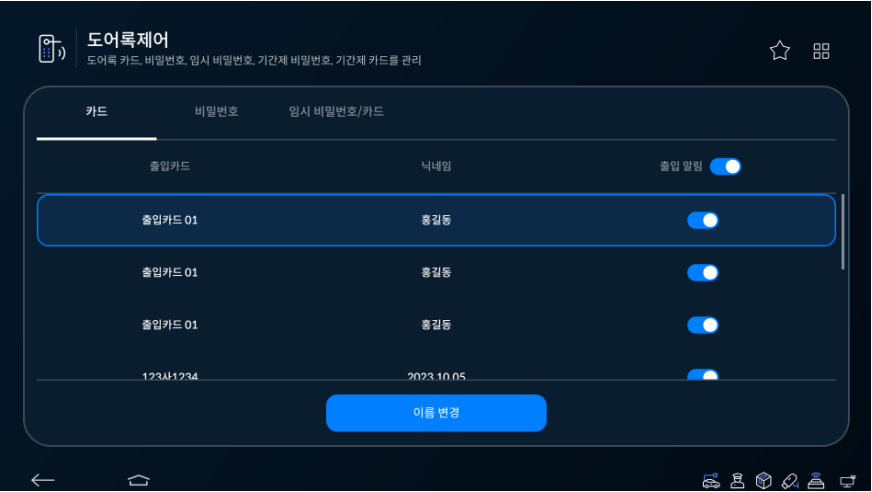 도어록제어
도어록 카드, 비밀번호, 임시 비밀번호, 기간제 비밀번호, 기간제 카드를 관리
카드 비밀번호 임시 비밀번호/카드
출입카드 닉네임 출입 알림
출입카드 01 홍길동
출입카드 01 홍길동
출입카드 01 홍길동
123사1234 2023.10.05
이름 변경